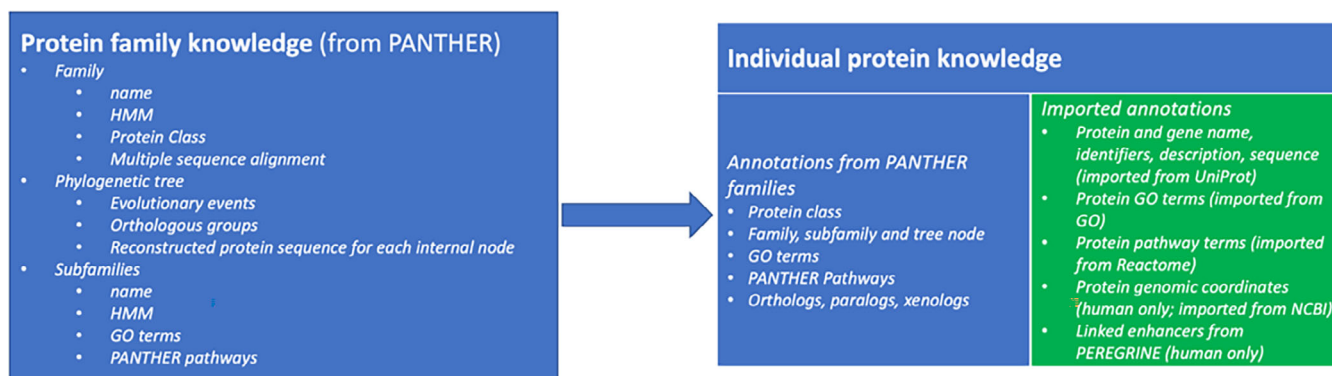 Protein family knowledge (from PANTHER)
• Family
• name
• HMM
• Protein Class
• Multiple sequence alignment
• Phylogenetic tree
• Evolutionary events
• Orthologous groups
• Reconstructed protein sequence for each internal node
• Subfamilies
• name
• HMM
• GO terms
• PANTHER pathways
Individual protein knowledge
Annotations from PANTHER
families
• Protein class
• Family, subfamily and tree node
• GO terms
• PANTHER Pathways
• Orthologs, paralogs, xenologs
Imported annotations
• Protein and gene name,
identifiers, description, sequence
(imported from UniProt)
• Protein GO terms (imported from
GO)
• Protein pathway terms (imported
from Reactome)
• Protein genomic coordinates
(human only; imported from NCBI)
• Linked enhancers from
PEREGRINE (human only)